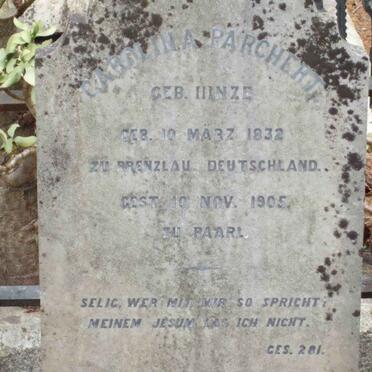 CAROLINA PARCHERT
GEB. HINZE
GEB. 10 MÄRZ 1832
ZU PRENZLAU DEUTSCHLAND.
GEST. 10 NOV. 1905.
ZU PAARL
SELIG, WER MIT MIR SO SPRICHT:
MEINEM JESUM LAS ICH NICHT.
GES. 281.